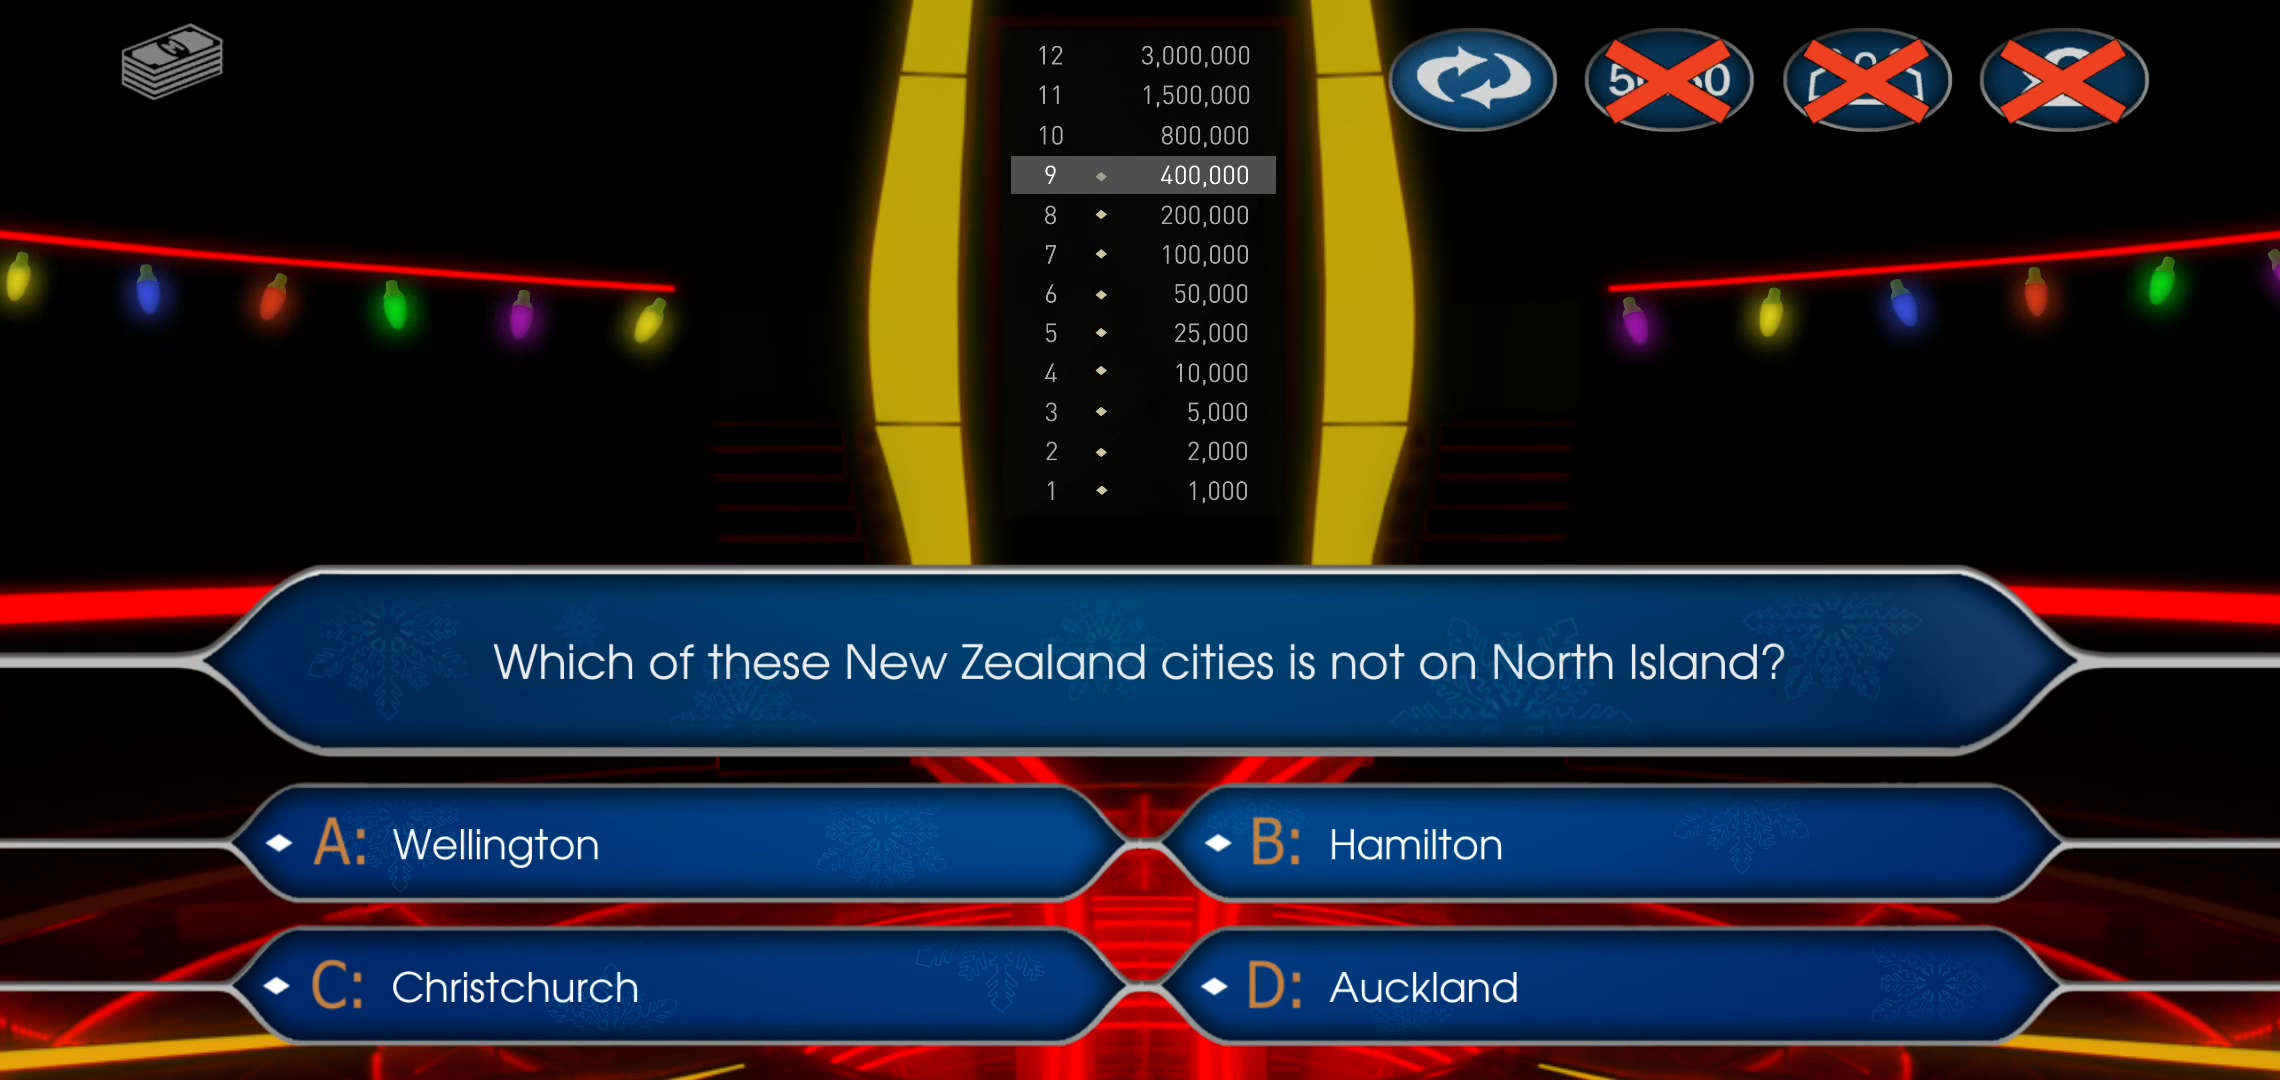 12 3,000,000
11 1,500,000
10 800,000
9 400,000
8 200,000
7 100,000
6 50,000
5 25,000
4 10,000
3 5,000
2 2,000
1 1,000
Which of these New Zealand cities is not on North Island?
A: Wellington
B: Hamilton
C: Christchurch
D: Auckland